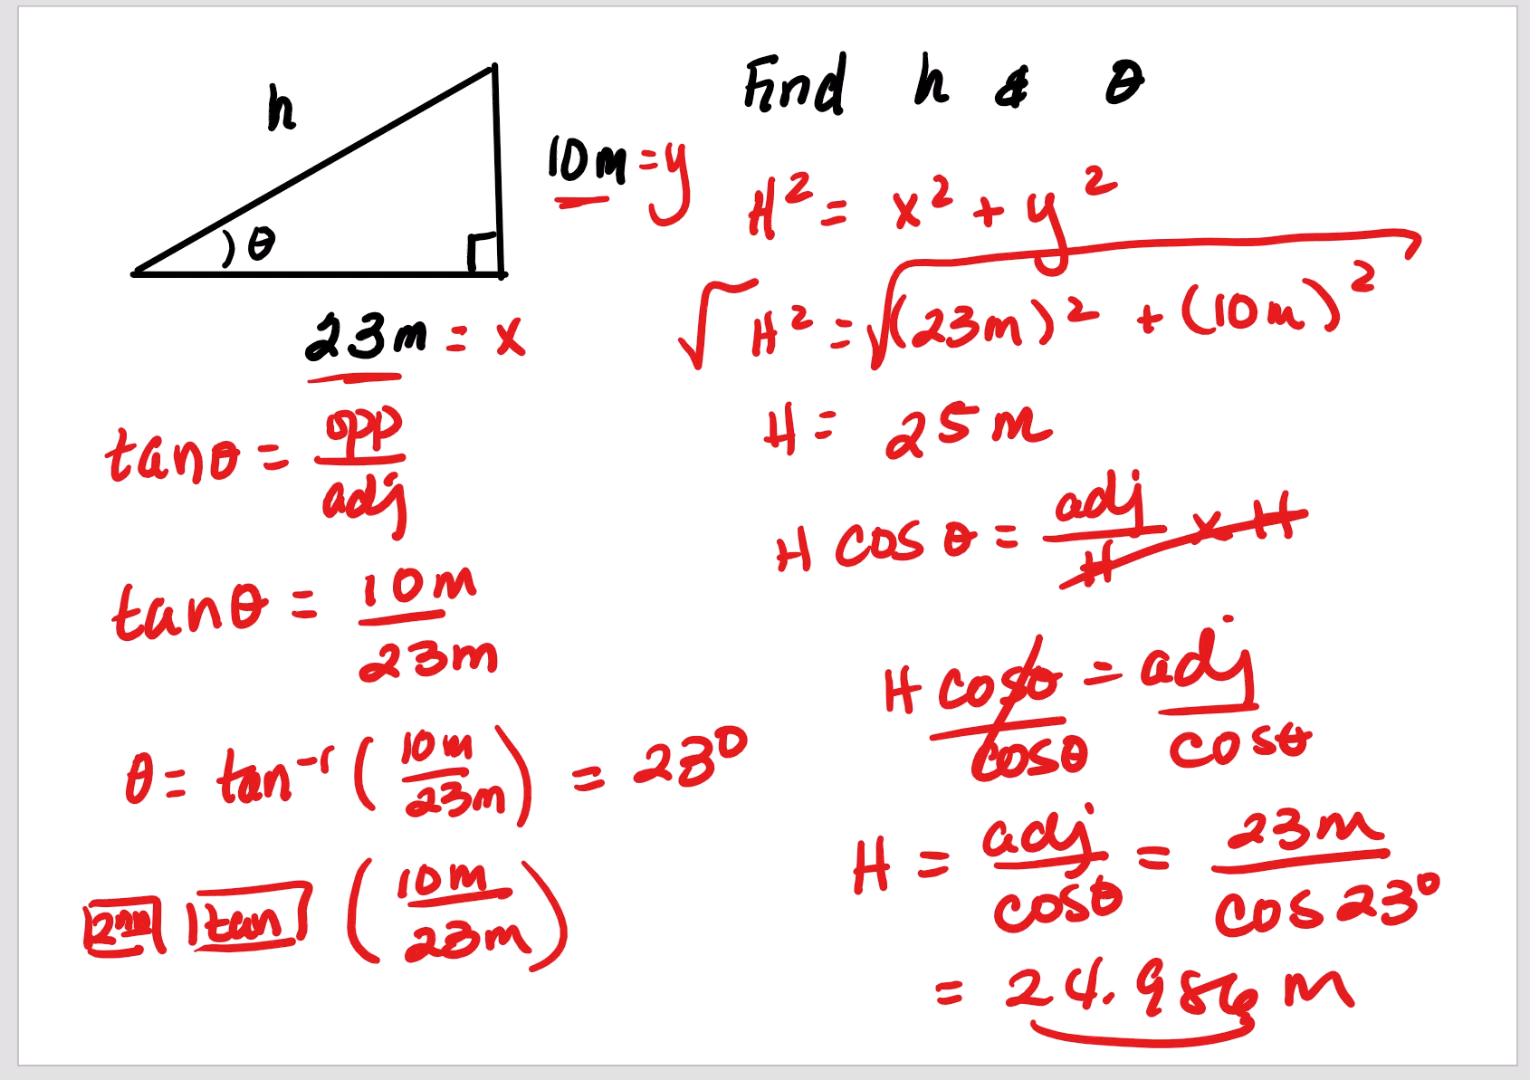 h
10m = y
θ
23m = x
tanθ = opp / adj
tanθ = 10m / 23m
θ = tan⁻¹ (10m / 23m) = 23°
2nd tan (10m / 23m)
Find h & θ
H² = x² + y²
√H² = √(23m)² + (10m)²
H = 25m
H cos θ = adj / H x H
H cosθ / cosθ = adj / cosθ
H = adj / cosθ = 23m / cos 23°
= 24.986 m